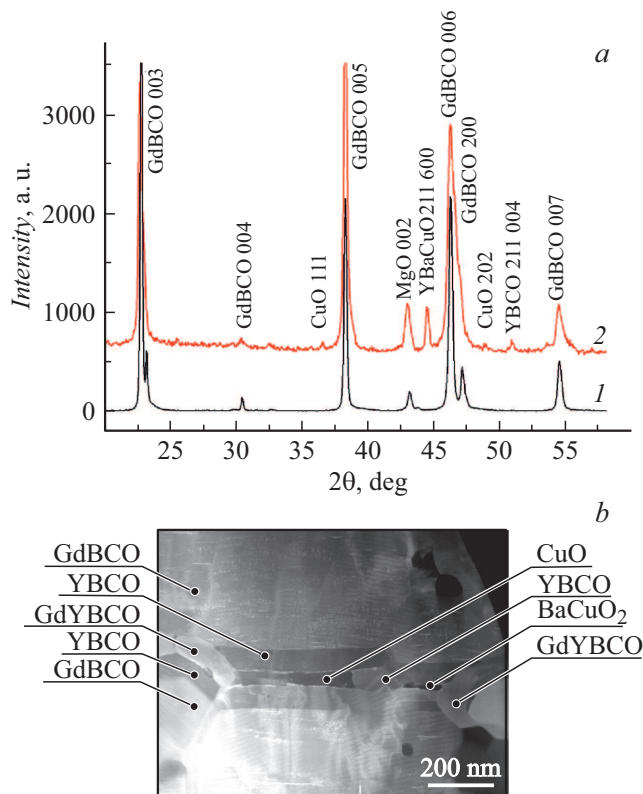 a
Intensity, a. u.
3000
2000
1000
0
GdBCO 003
GdBCO 004
CuO 111
GdBCO 005
MgO 002
YBaCuO 211 600
GdBCO 006
GdBCO 200
CuO 202
YBCO 211 004
GdBCO 007
2
1
25 30 35 40 45 50 55
2θ, deg
b
GdBCO
YBCO
GdYBCO
YBCO
GdBCO
CuO
YBCO
BaCuO₂
GdYBCO
200 nm